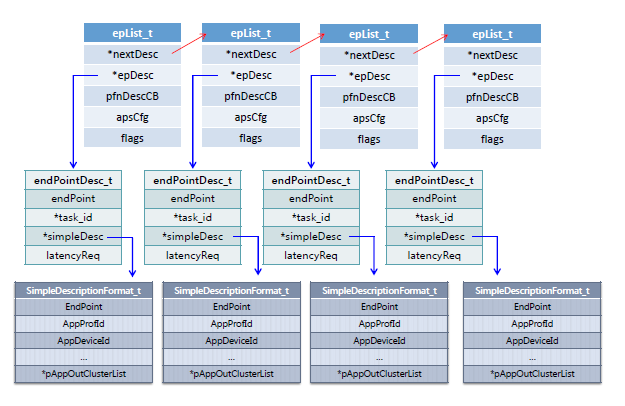 epList_t epList_t epList_t epList_t
*nextDesc *nextDesc *nextDesc *nextDesc
*epDesc *epDesc *epDesc *epDesc
pfnDescCB pfnDescCB pfnDescCB pfnDescCB
apsCfg apsCfg apsCfg apsCfg
flags flags flags flags
endPointDesc_t endPointDesc_t endPointDesc_t endPointDesc_t
endPoint endPoint endPoint endPoint
*task_id *task_id *task_id *task_id
*simpleDesc *simpleDesc *simpleDesc *simpleDesc
latencyReq latencyReq latencyReq latencyReq
SimpleDescriptionFormat_t SimpleDescriptionFormat_t SimpleDescriptionFormat_t SimpleDescriptionFormat_t
EndPoint EndPoint EndPoint EndPoint
AppProfId AppProfId AppProfId AppProfId
AppDeviceId AppDeviceId AppDeviceId AppDeviceId
... ... ... ...
*pAppOutClusterList *pAppOutClusterList *pAppOutClusterList *pAppOutClusterList